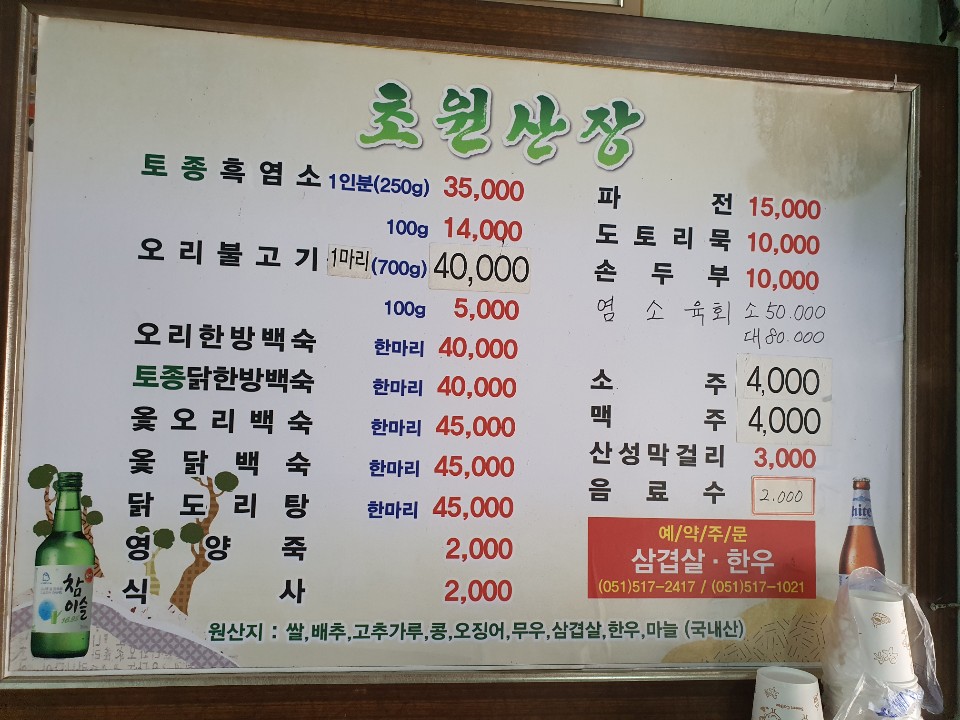 초원산장
토종흑염소 1인분(250g) 35,000
100g 14,000
오리불고기 1마리 (700g) 40,000
100g 5,000
오리한방백숙 한마리 40,000
토종닭한방백숙 한마리 40,000
옻오리백숙 한마리 45,000
옻닭백숙 한마리 45,000
닭도리탕 한마리 45,000
영양죽 2,000
식사 2,000
파전 15,000
도토리묵 10,000
손두부 10,000
염소육회 소 50.000
대 80.000
소주 4,000
맥주 4,000
산성막걸리 3,000
음료수 2.000
예/약/주/문
삼겹살·한우
(051)517-2417 / (051)517-1021
원산지 : 쌀,배추,고추가루,콩,오징어,무우,삼겹살,한우,마늘 (국내산)
참이슬